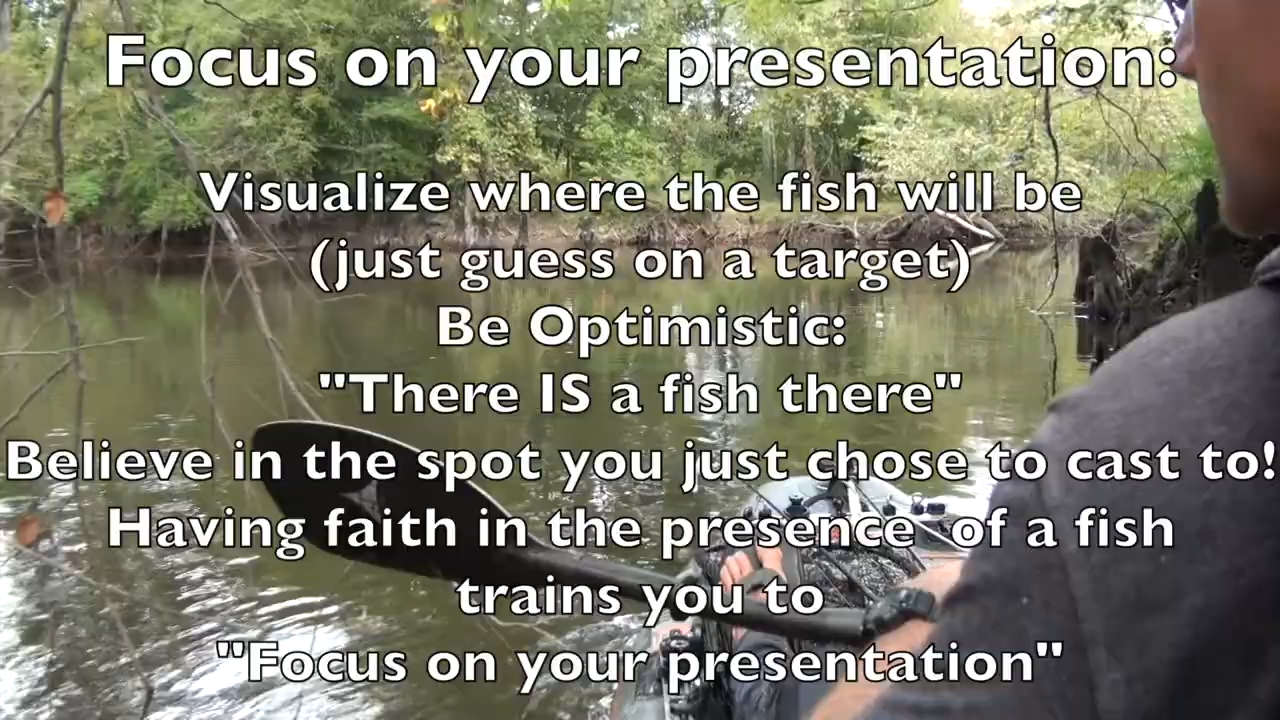 Focus on your presentation:
Visualize where the fish will be
(just guess on a target)
Be Optimistic:
"There IS a fish there"
Believe in the spot you just chose to cast to!
Having faith in the presence  of a fish
trains you to
"Focus on your presentation"